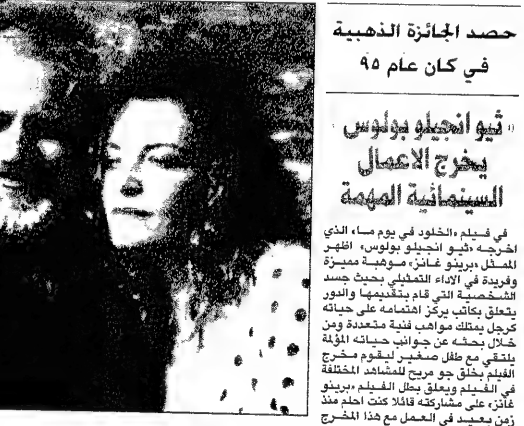 حصد الجائزة الذهبية
في كان عام ٩٥
ثيو انجيلو بولوس
يخرج الاعمال
السينمائية المهمة
في فيلم «الخلود في يوم ما» الذي
اخرجه «ثيو انجيلو بولوس» اظهر
الممثل «برينو غانز» موهبة مميزة
وفريدة في الاداء التمثيلي بحيث جسد
الشخصية التي قام بتقديمها والدور
يتعلق بكاتب يركز اهتمامه على حياته
كرجل يمتلك مواهب فنية متعددة ومن
خلال بحثه عن جوانب حياته المؤلمة
يلتقي مع طفل صغير ليقوم مخرج
الفيلم بخلق جو مريح للمشاهد المختلفة
في الفيلم ويعلق بطل الفيلم «برينو
غانز» على مشاركته قائلا كنت احلم منذ
زمن بعيد في العمل مع هذا المخرج